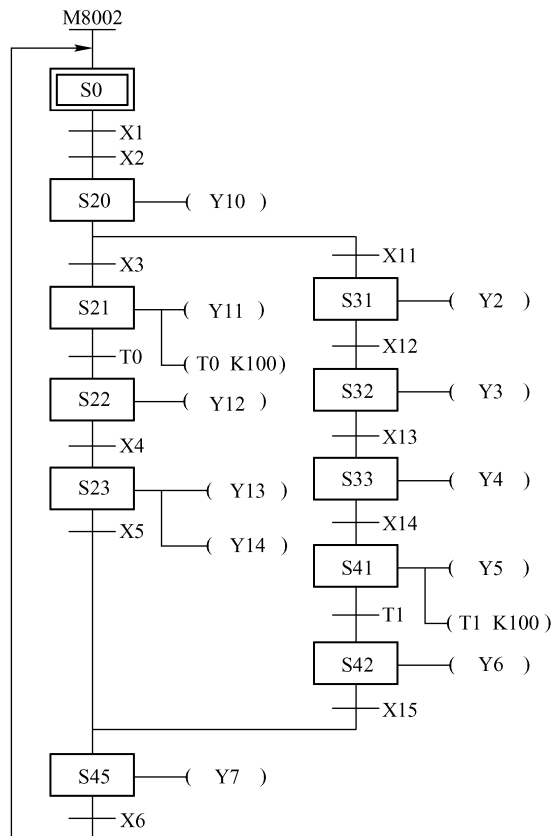 M8002
S0
X1
X2
S20 ( Y10 )
X3 X11
S21 ( Y11 ) S31 ( Y2 )
T0 ( T0 K100 ) X12
S22 ( Y12 ) S32 ( Y3 )
X4 X13
S23 ( Y13 ) S33 ( Y4 )
X5 ( Y14 ) X14
S41 ( Y5 )
T1 ( T1 K100 )
S42 ( Y6 )
X15
S45 ( Y7 )
X6